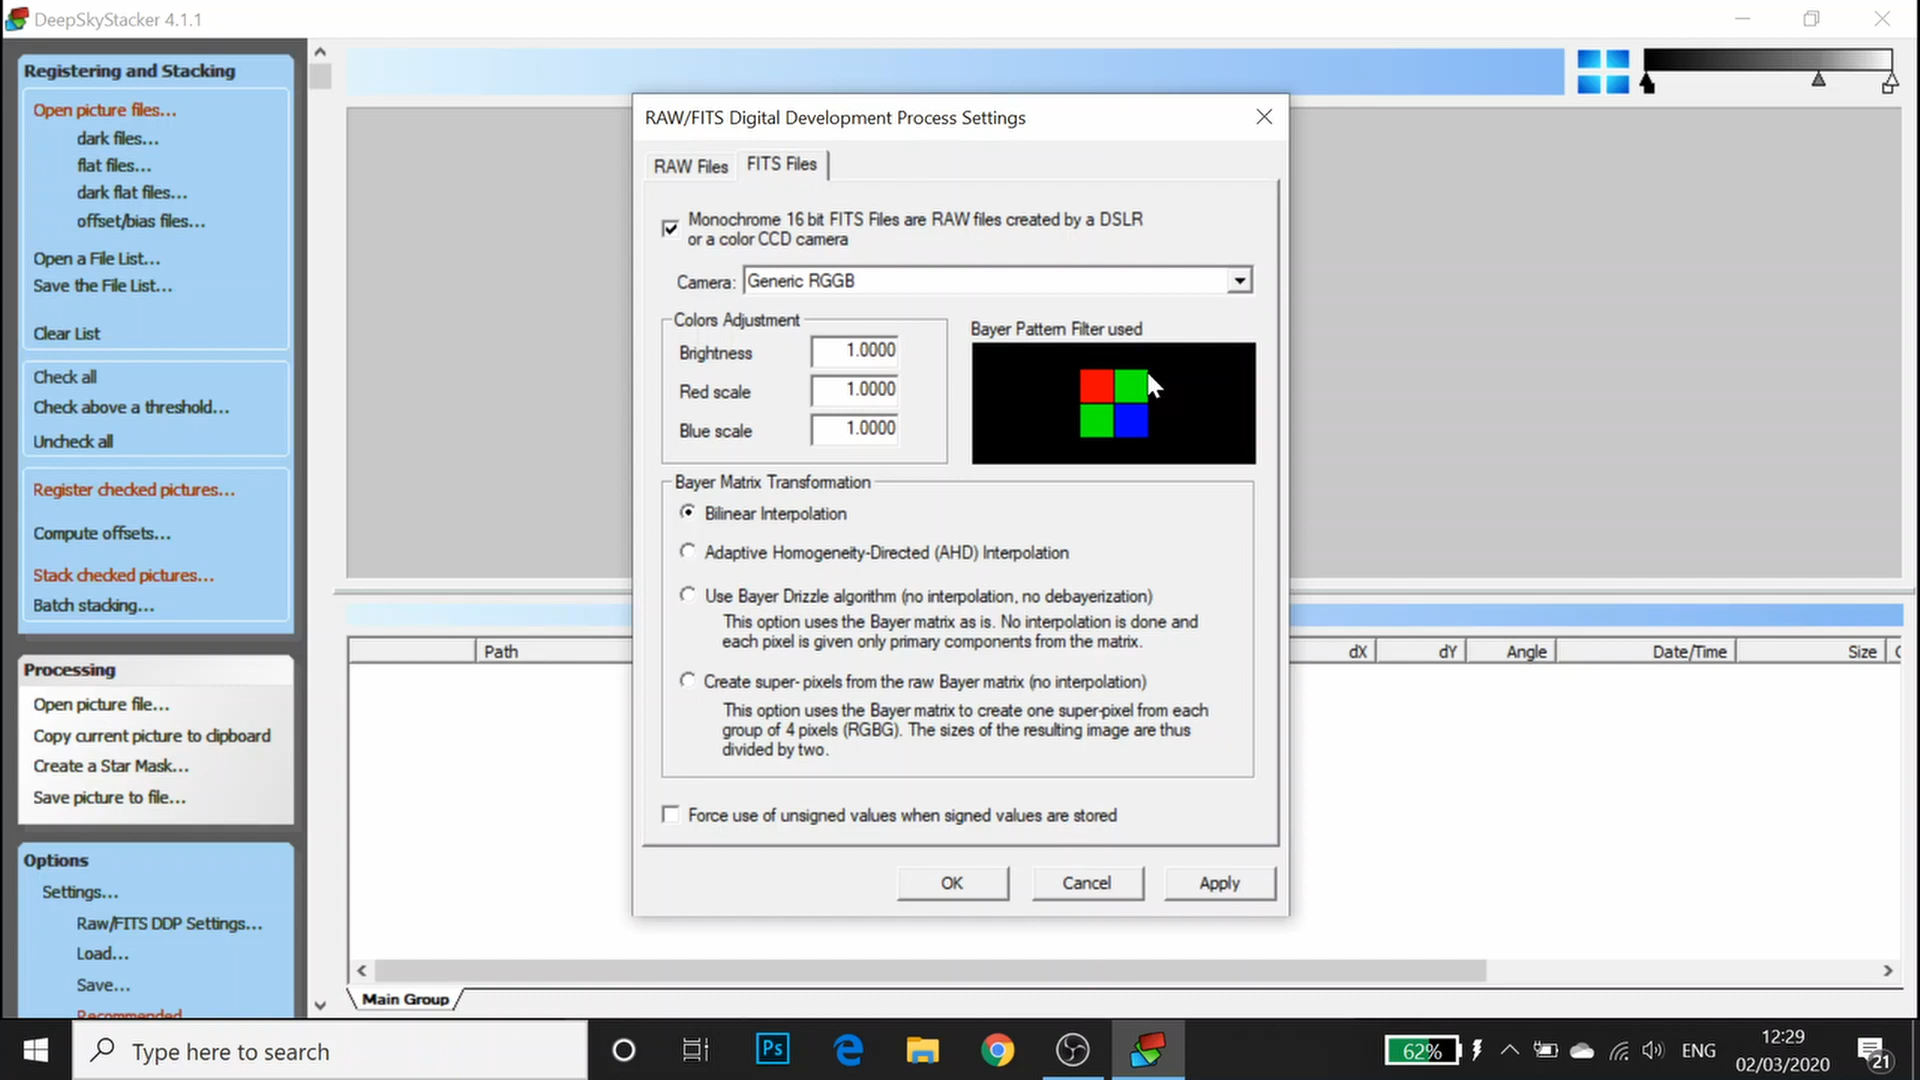 DeepSkyStacker 4.1.1
Registering and Stacking
Open picture files...
dark files...
flat files...
dark flat files...
offset/bias files...
Open a File List...
Save the File List...
Clear List
Check all
Check above a threshold...
Uncheck all
Register checked pictures...
Compute offsets...
Stack checked pictures...
Batch stacking...
Processing
Open picture file...
Copy current picture to clipboard
Create a Star Mask...
Save picture to file...
Options
Settings...
Raw/FITS DDP Settings...
Load...
Save...
Recommended
RAW/FITS Digital Development Process Settings
RAW Files
FITS Files
Monochrome 16 bit FITS Files are RAW files created by a DSLR
or a color CCD camera
Camera:
Generic RGGB
Colors Adjustment
Brightness 1.0000
Red scale 1.0000
Blue scale 1.0000
Bayer Pattern Filter used
Bayer Matrix Transformation
Bilinear Interpolation
Adaptive Homogeneity-Directed (AHD) Interpolation
Use Bayer Drizzle algorithm (no interpolation, no debayerization)
This option uses the Bayer matrix as is. No interpolation is done and
each pixel is given only primary components from the matrix.
Create super- pixels from the raw Bayer matrix (no interpolation)
This option uses the Bayer matrix to create one super-pixel from each
group of 4 pixels (RGBG). The sizes of the resulting image are thus
divided by two.
Force use of unsigned values when signed values are stored
OK
Cancel
Apply
Path
dX
dY
Angle
Date/Time
Size
Main Group
Type here to search
Ps
62%
ENG
12:29
02/03/2020
21